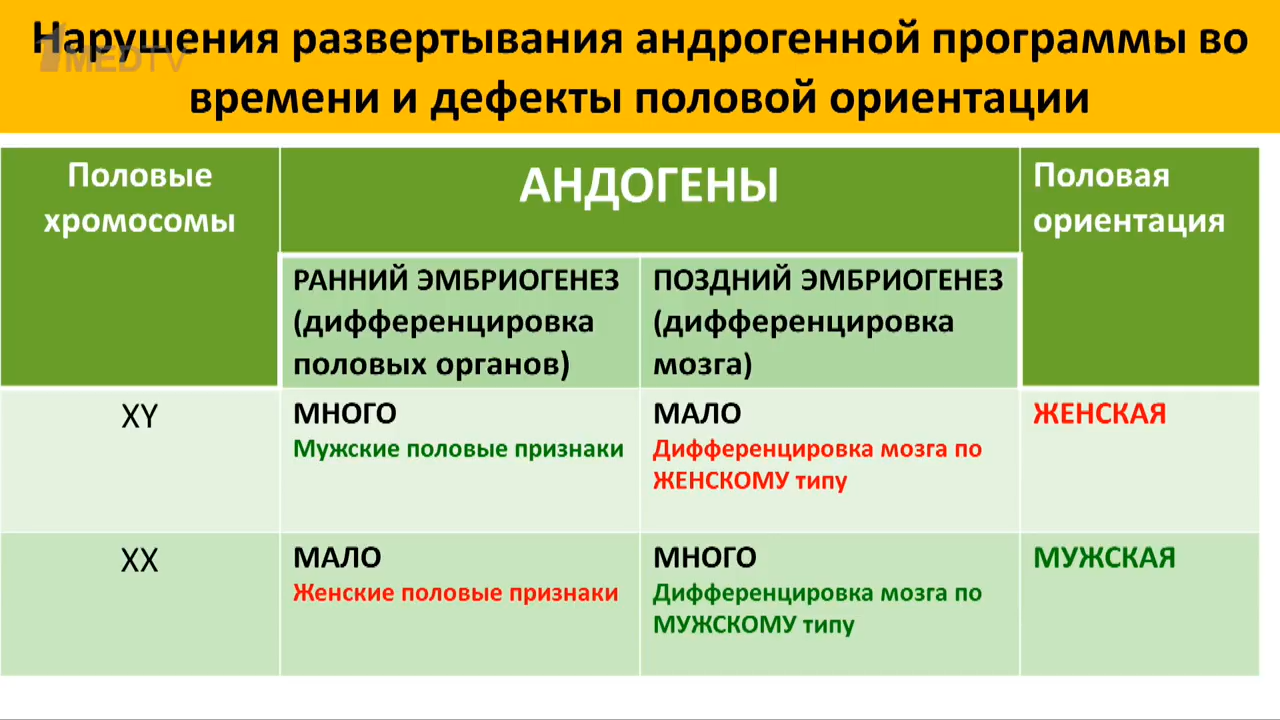 Нарушения развертывания андрогенной программы во
времени и дефекты половой ориентации
1MEDTV
Половые
хромосомы
АНДОГЕНЫ
Половая
ориентация
РАННИЙ ЭМБРИОГЕНЕЗ
(дифференцировка
половых органов)
ПОЗДНИЙ ЭМБРИОГЕНЕЗ
(дифференцировка
мозга)
XY
МНОГО
Мужские половые признаки
МАЛО
Дифференцировка мозга по
ЖЕНСКОМУ типу
ЖЕНСКАЯ
XX
МАЛО
Женские половые признаки
МНОГО
Дифференцировка мозга по
МУЖСКОМУ типу
МУЖСКАЯ